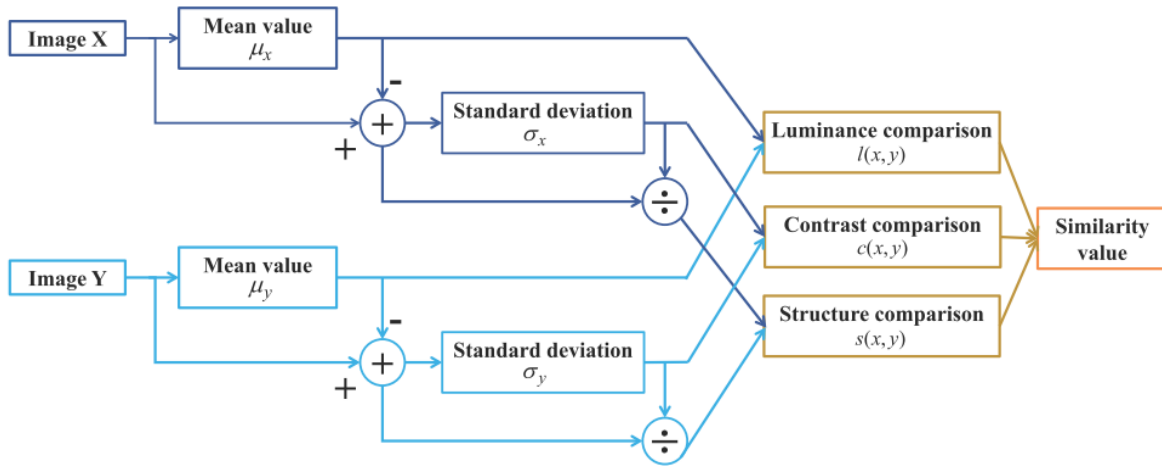 Image X
Mean value
μx
-
+
+
Standard deviation
σx
÷
Luminance comparison
l(x, y)
Contrast comparison
c(x, y)
Structure comparison
s(x, y)
Similarity
value
Image Y
Mean value
μy
-
+
+
Standard deviation
σy
÷